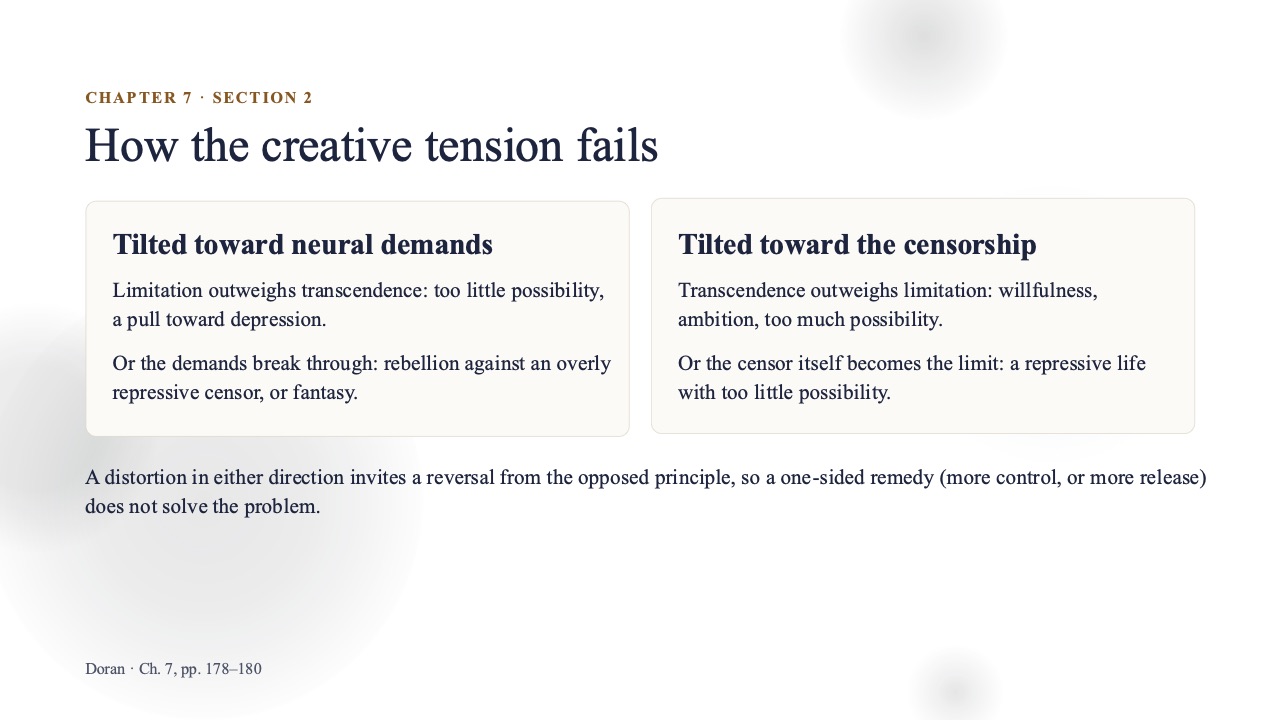 CHAPTER 7 · SECTION 2
How the creative tension fails
Tilted toward neural demands
Limitation outweighs transcendence: too little possibility,
a pull toward depression.
Or the demands break through: rebellion against an overly
repressive censor, or fantasy.
Tilted toward the censorship
Transcendence outweighs limitation: willfulness,
ambition, too much possibility.
Or the censor itself becomes the limit: a repressive life
with too little possibility.
A distortion in either direction invites a reversal from the opposed principle, so a one-sided remedy (more control, or more release)
does not solve the problem.
Doran · Ch. 7, pp. 178–180